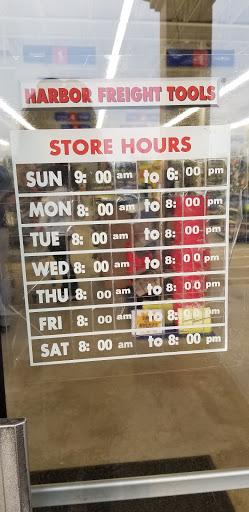 HARBOR FREIGHT TOOLS
STORE HOURS
SUN 9:00 am to 6:00 pm
MON 8:00 am to 8:00 pm
TUE 8:00 am to 8:00 pm
WED 8:00 am to 8:00 pm
THU 8:00 am to 8:00 pm
FRI 8:00 am to 8:00 pm
SAT 8:00 am to 8:00 pm